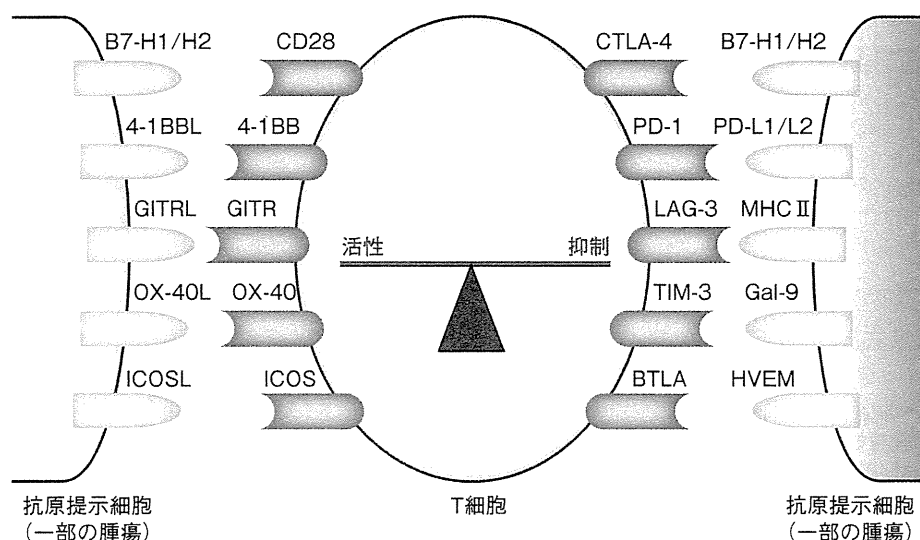 B7-H1/H2 CD28 CTLA-4 B7-H1/H2
4-1BBL 4-1BB PD-1 PD-L1/L2
GITRL GITR LAG-3 MHCⅡ
活性 抑制
OX-40L OX-40 TIM-3 Gal-9
ICOSL ICOS BTLA HVEM
抗原提示細胞 T細胞 抗原提示細胞
（一部の腫瘍） （一部の腫瘍）